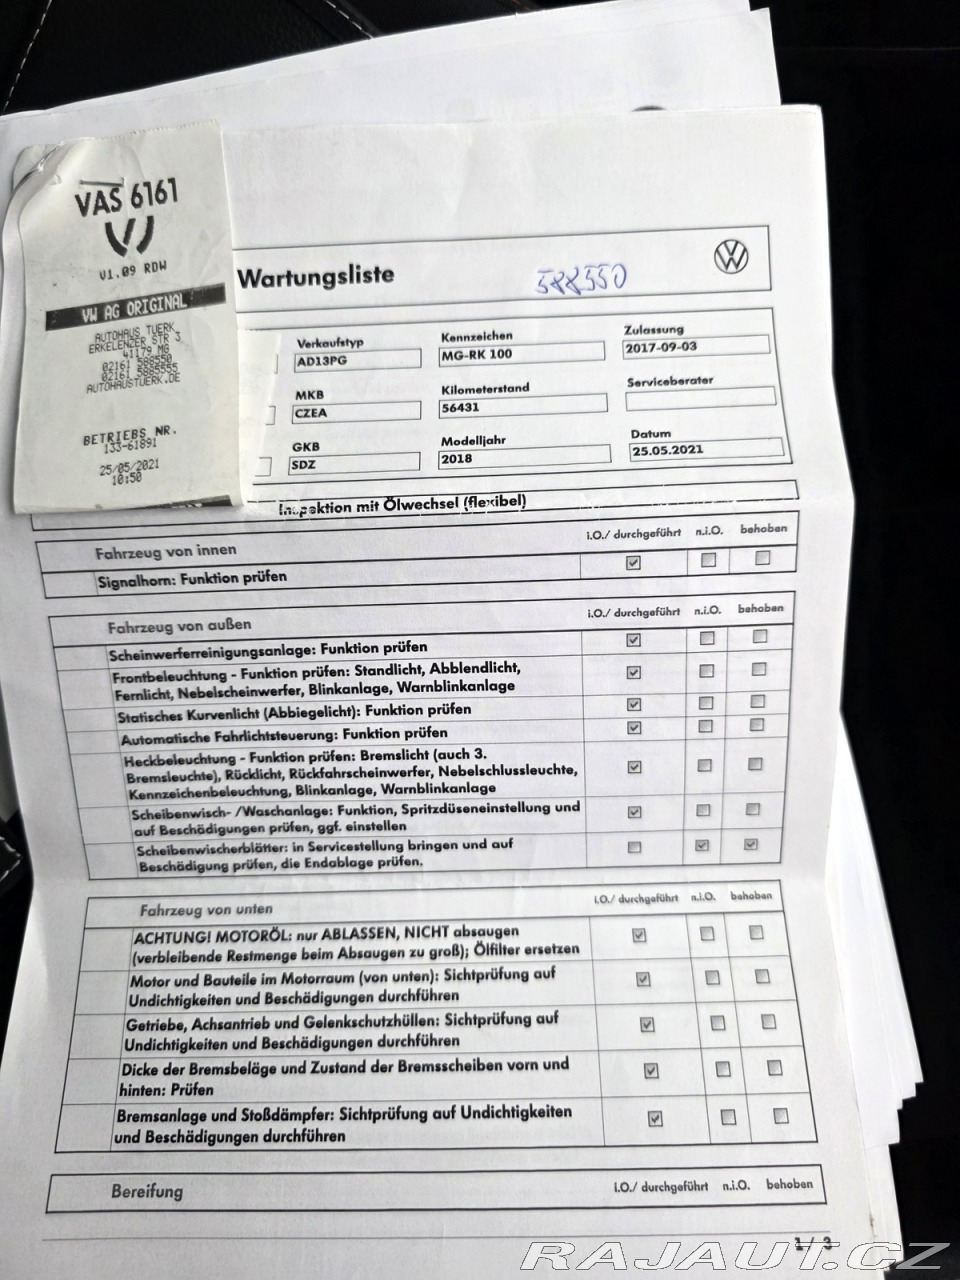 VAS 6161
V1.09 RDW
VW AG ORIGINAL
AUTOHAUS TUERK
ERKELENZER STR 3
41179 MG
02161 588550
02161 5885555
AUTOHAUSTUERK.DE
BETRIEBS NR.
133-61891
25/05/2021
10:50
Wartungsliste
588550
Verkaufstyp
AD13PG
Kennzeichen
MG-RK 100
Zulassung
2017-09-03
MKB
CZEA
Kilometerstand
56431
Serviceberater
GKB
SDZ
Modelljahr
2018
Datum
25.05.2021
Inspektion mit Ölwechsel (flexibel)
Fahrzeug von innen i.O./ durchgeführt n.i.O. behoben
Signalhorn: Funktion prüfen
Fahrzeug von außen i.O./ durchgeführt n.i.O. behoben
Scheinwerferreinigungsanlage: Funktion prüfen
Frontbeleuchtung - Funktion prüfen: Standlicht, Abblendlicht,
Fernlicht, Nebelscheinwerfer, Blinkanlage, Warnblinkanlage
Statisches Kurvenlicht (Abbiegelicht): Funktion prüfen
Automatische Fahrlichtsteuerung: Funktion prüfen
Heckbeleuchtung - Funktion prüfen: Bremslicht (auch 3.
Bremsleuchte), Rücklicht, Rückfahrscheinwerfer, Nebelschlussleuchte,
Kennzeichenbeleuchtung, Blinkanlage, Warnblinkanlage
Scheibenwisch- /Waschanlage: Funktion, Spritzdüseneinstellung und
auf Beschädigungen prüfen, ggf. einstellen
Scheibenwischerblätter: in Servicestellung bringen und auf
Beschädigung prüfen, die Endablage prüfen.
Fahrzeug von unten i.O./ durchgeführt n.i.O. behoben
ACHTUNG! MOTORÖL: nur ABLASSEN, NICHT absaugen
(verbleibende Restmenge beim Absaugen zu groß); Ölfilter ersetzen
Motor und Bauteile im Motorraum (von unten): Sichtprüfung auf
Undichtigkeiten und Beschädigungen durchführen
Getriebe, Achsantrieb und Gelenkschutzhüllen: Sichtprüfung auf
Undichtigkeiten und Beschädigungen durchführen
Dicke der Bremsbeläge und Zustand der Bremsscheiben vorn und
hinten: Prüfen
Bremsanlage und Stoßdämpfer: Sichtprüfung auf Undichtigkeiten
und Beschädigungen durchführen
Bereifung i.O./ durchgeführt n.i.O. behoben
1/ 3
RAJAUT.CZ